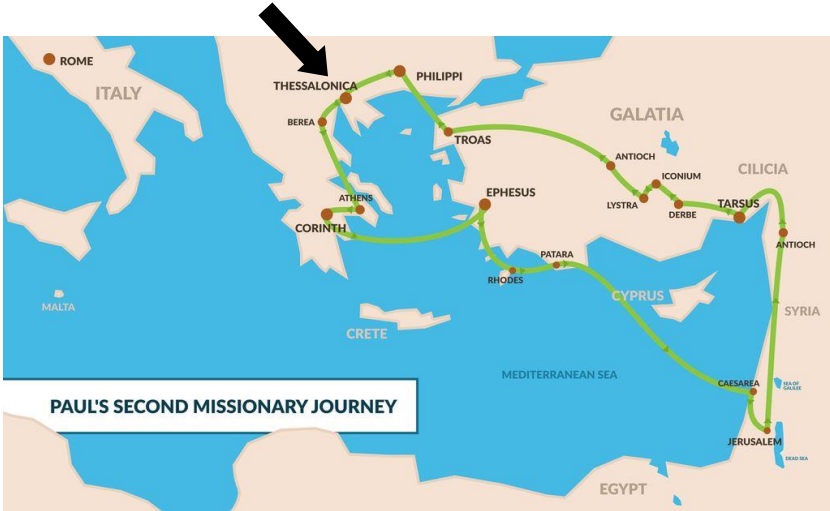 ROME
ITALY
PHILIPPI
THESSALONICA
BEREA
TROAS
GALATIA
ANTIOCH
ICONIUM
CILICIA
LYSTRA
DERBE
TARSUS
ANTIOCH
EPHESUS
ATHENS
CORINTH
PATARA
RHODES
CYPRUS
SYRIA
MALTA
CRETE
MEDITERRANEAN SEA
CAESAREA
SEA OF
GALILEE
PAUL'S SECOND MISSIONARY JOURNEY
JERUSALEM
DEAD SEA
EGYPT